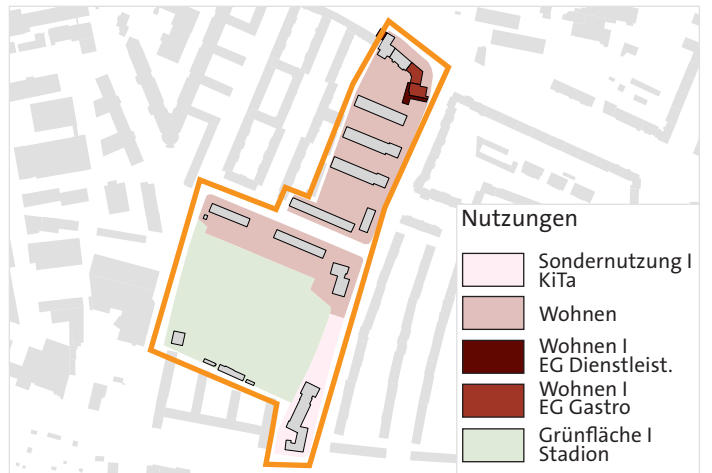 Nutzungen
Sondernutzung I
KiTa
Wohnen
Wohnen I
EG Dienstleist.
Wohnen I
EG Gastro
Grünfläche I
Stadion